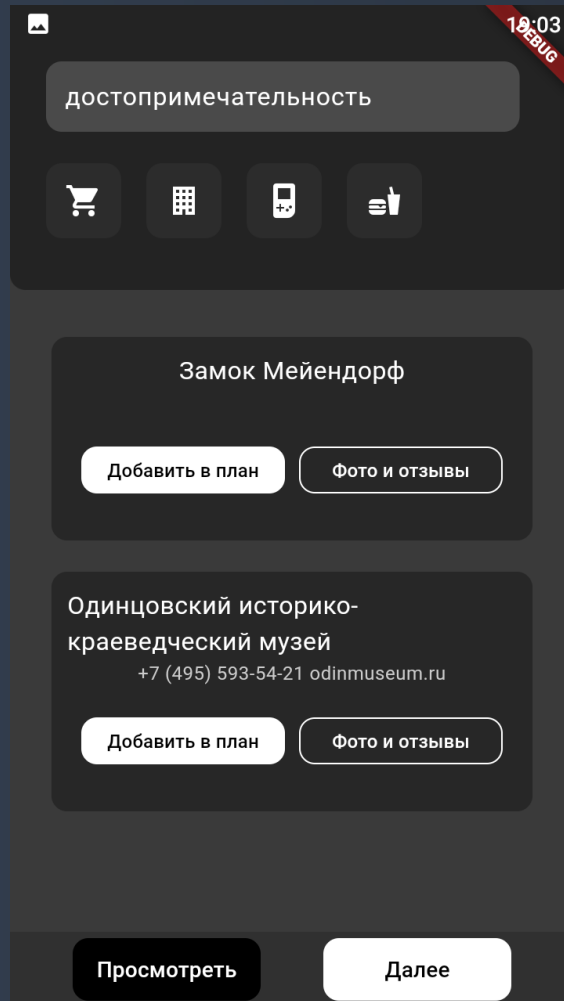 19:03
DEBUG
достопримечательность
Замок Мейендорф
Добавить в план
Фото и отзывы
Одинцовский историко-
краеведческий музей
+7 (495) 593-54-21 odinmuseum.ru
Добавить в план
Фото и отзывы
Просмотреть
Далее